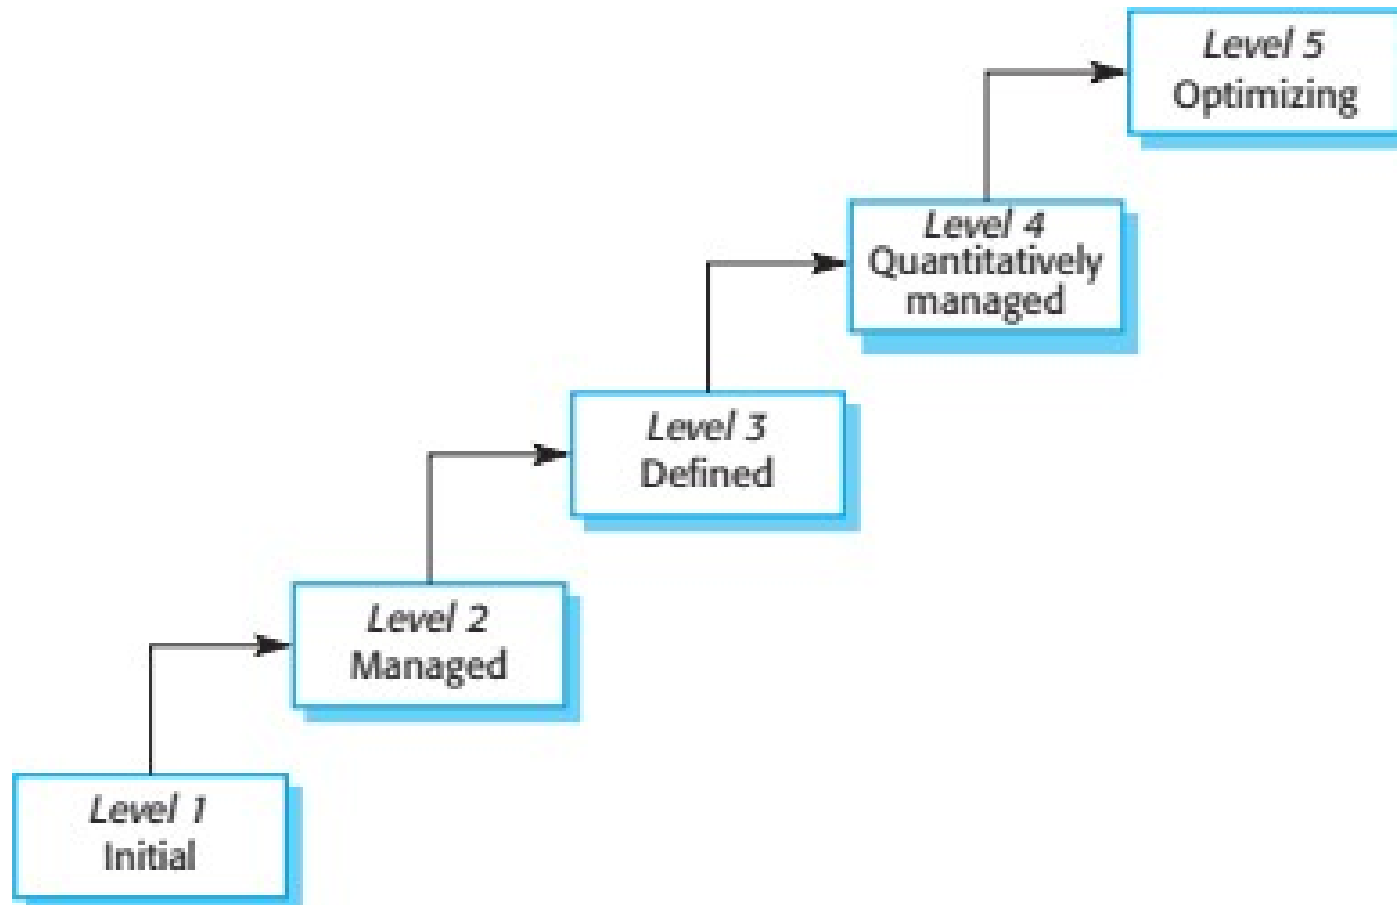 Level 5
Optimizing
Level 4
Quantitatively
managed
Level 3
Defined
Level 2
Managed
Level 1
Initial